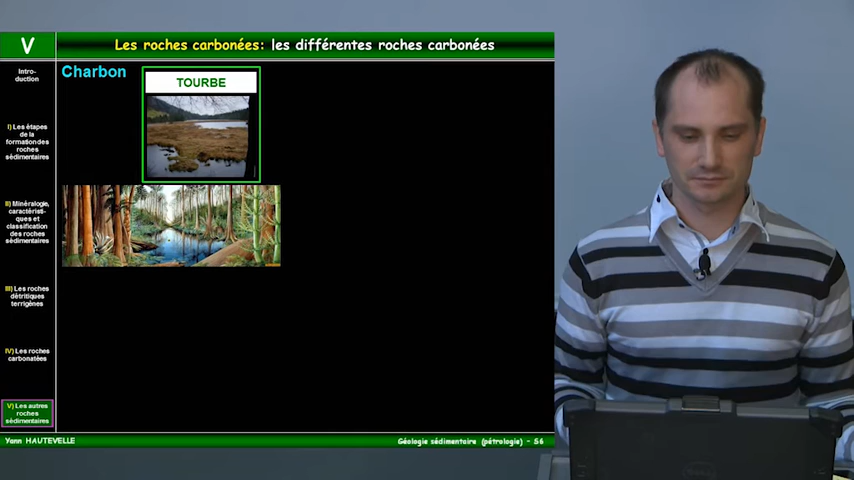 V
Les roches carbonées: les différentes roches carbonées
Intro-
duction
I) Les étapes
de la
formation des
roches
sédimentaires
II) Minéralogie,
caractéristi-
ques et
classification
des roches
sédimentaires
III) Les roches
détritiques
terrigènes
IV) Les roches
carbonatées
V) Les autres
roches
sédimentaires
Charbon
TOURBE
Yann HAUTEVELLE
Géologie sédimentaire (pétrologie) - 56